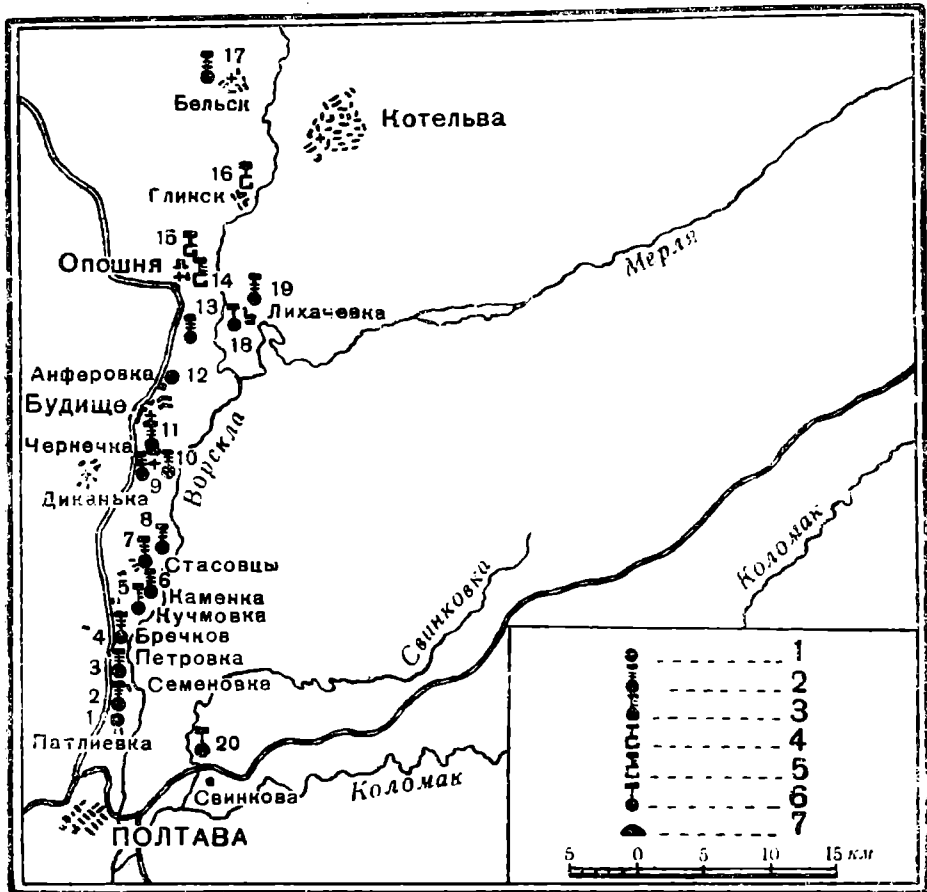 17
Бельск
Котельва
16
Глинск
15
Опошня
14
Мерля
19
13
Лихачевка
18
Анферовка
12
Будище
11
Чернечка
10
9
Ворскла
Диканька
8
7
Стасовцы
Коломак
6
5
Каменка
Свинковка
Кучмовка
4
Бречков
Петровка
3
Семеновка
2
1
Патлиевка
20
Свинкова
Коломак
ПОЛТАВА
1
2
3
4
5
6
7
5 0 5 10 15 км